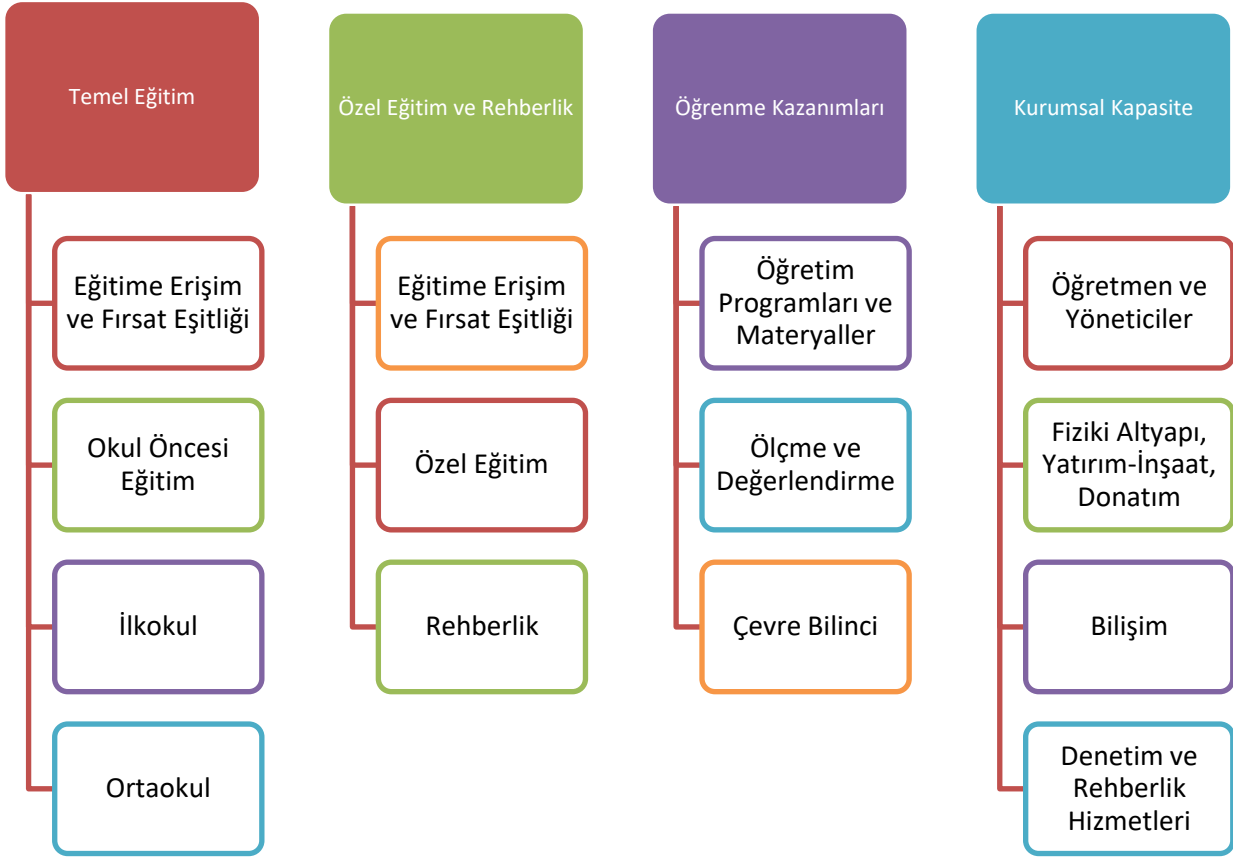 Temel Eğitim
Eğitime Erişim
ve Fırsat Eşitliği
Okul Öncesi
Eğitim
İlkokul
Ortaokul
Özel Eğitim ve Rehberlik
Eğitime Erişim
ve Fırsat Eşitliği
Özel Eğitim
Rehberlik
Öğrenme Kazanımları
Öğretim
Programları ve
Materyaller
Ölçme ve
Değerlendirme
Çevre Bilinci
Kurumsal Kapasite
Öğretmen ve
Yöneticiler
Fiziki Altyapı,
Yatırım-İnşaat,
Donatım
Bilişim
Denetim ve
Rehberlik
Hizmetleri